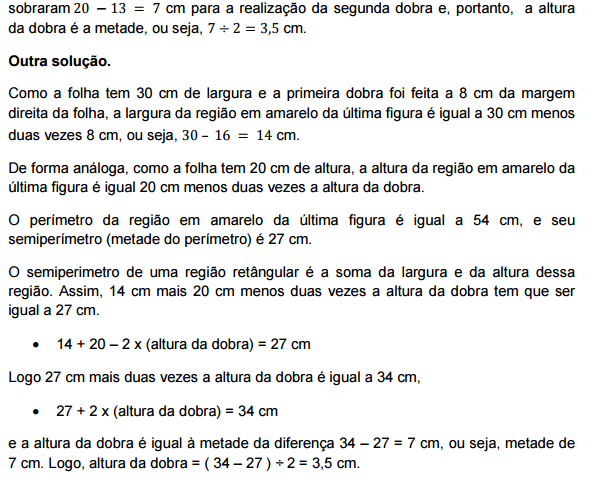 sobraram 20 − 13 = 7 cm para a realização da segunda dobra e, portanto, a altura
da dobra é a metade, ou seja, 7 ÷ 2 = 3,5 cm.
Outra solução.
Como a folha tem 30 cm de largura e a primeira dobra foi feita a 8 cm da margem
direita da folha, a largura da região em amarelo da última figura é igual a 30 cm menos
duas vezes 8 cm, ou seja, 30 – 16 = 14 cm.
De forma análoga, como a folha tem 20 cm de altura, a altura da região em amarelo da
última figura é igual 20 cm menos duas vezes a altura da dobra.
O perímetro da região em amarelo da última figura é igual a 54 cm, e seu
semiperímetro (metade do perímetro) é 27 cm.
O semiperimetro de uma região retângular é a soma da largura e da altura dessa
região. Assim, 14 cm mais 20 cm menos duas vezes a altura da dobra tem que ser
igual a 27 cm.
• 14 + 20 – 2 x (altura da dobra) = 27 cm
Logo 27 cm mais duas vezes a altura da dobra é igual a 34 cm,
• 27 + 2 x (altura da dobra) = 34 cm
e a altura da dobra é igual à metade da diferença 34 – 27 = 7 cm, ou seja, metade de
7 cm. Logo, altura da dobra = ( 34 – 27 ) ÷ 2 = 3,5 cm.